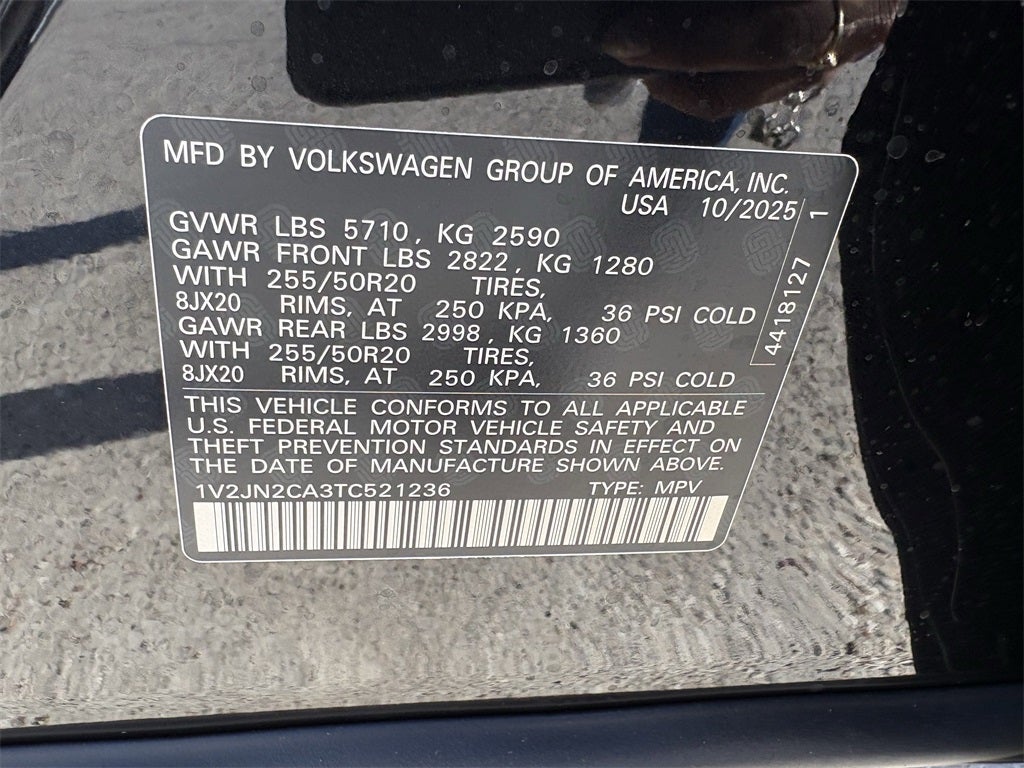 MFD BY VOLKSWAGEN GROUP OF AMERICA, INC.
USA 10/2025
GVWR LBS 5710, KG 2590
GAWR FRONT LBS 2822, KG 1280
WITH 255/50R20 TIRES,
8JX20 RIMS, AT 250 KPA, 36 PSI COLD
GAWR REAR LBS 2998, KG 1360
WITH 255/50R20 TIRES,
8JX20 RIMS, AT 250 KPA, 36 PSI COLD
4418127 1
THIS VEHICLE CONFORMS TO ALL APPLICABLE
U.S. FEDERAL MOTOR VEHICLE SAFETY AND
THEFT PREVENTION STANDARDS IN EFFECT ON
THE DATE OF MANUFACTURE SHOWN ABOVE.
1V2JN2CA3TC521236 TYPE: MPV